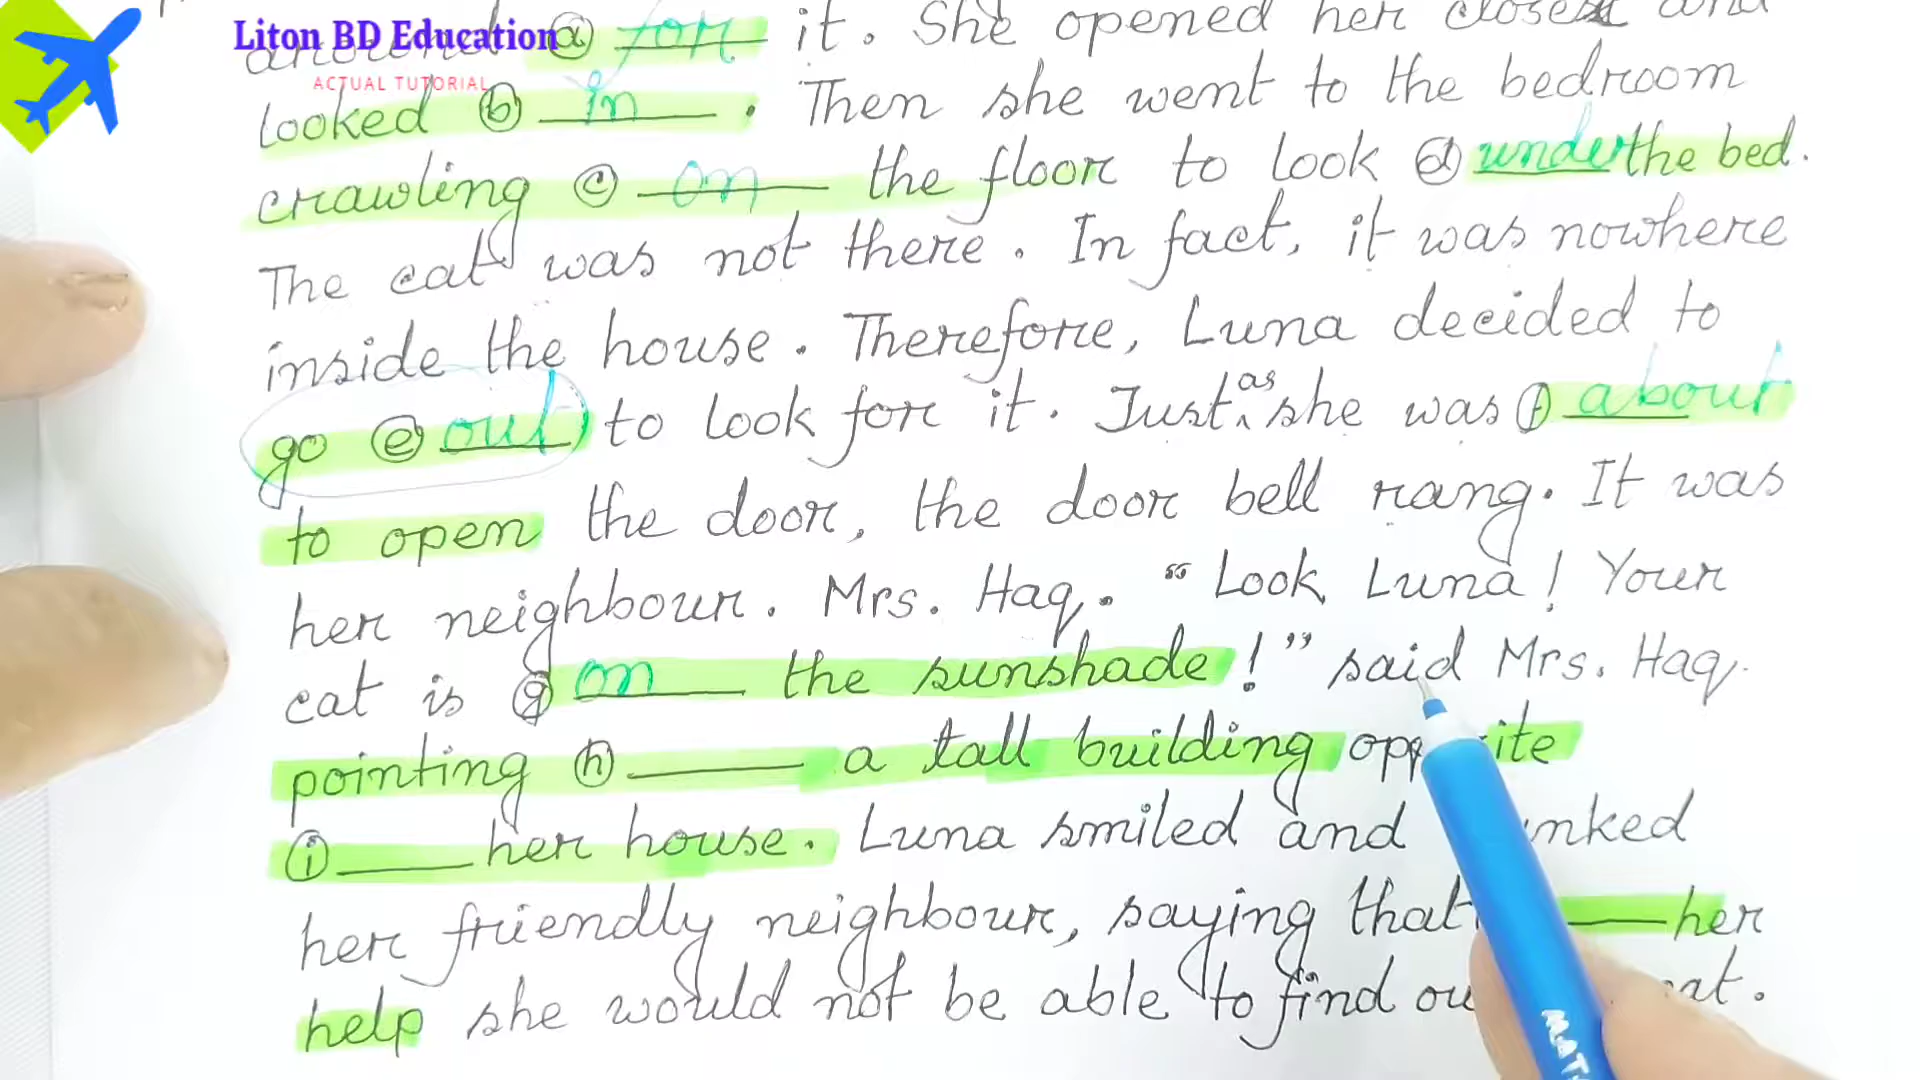 Liton BD Education
ACTUAL TUTORIAL
around ⓐ for it. She opened her closet and
looked ⓑ in. Then she went to the bedroom
crawling ⓒ on the floor to look ⓓ under the bed.
The cat was not there. In fact, it was nowhere
inside the house. Therefore, Luna decided to
go ⓔ out to look for it. Just as she was ⓕ about
to open the door, the door bell rang. It was
her neighbour. Mrs. Haq. "Look Luna! Your
cat is ⓖ on the sunshade!" said Mrs. Haq.
pointing ⓗ ____ a tall building
ⓘ ____ her house. Luna smiled and
her friendly neighbour, saying that ____ her
help she would not be able to find